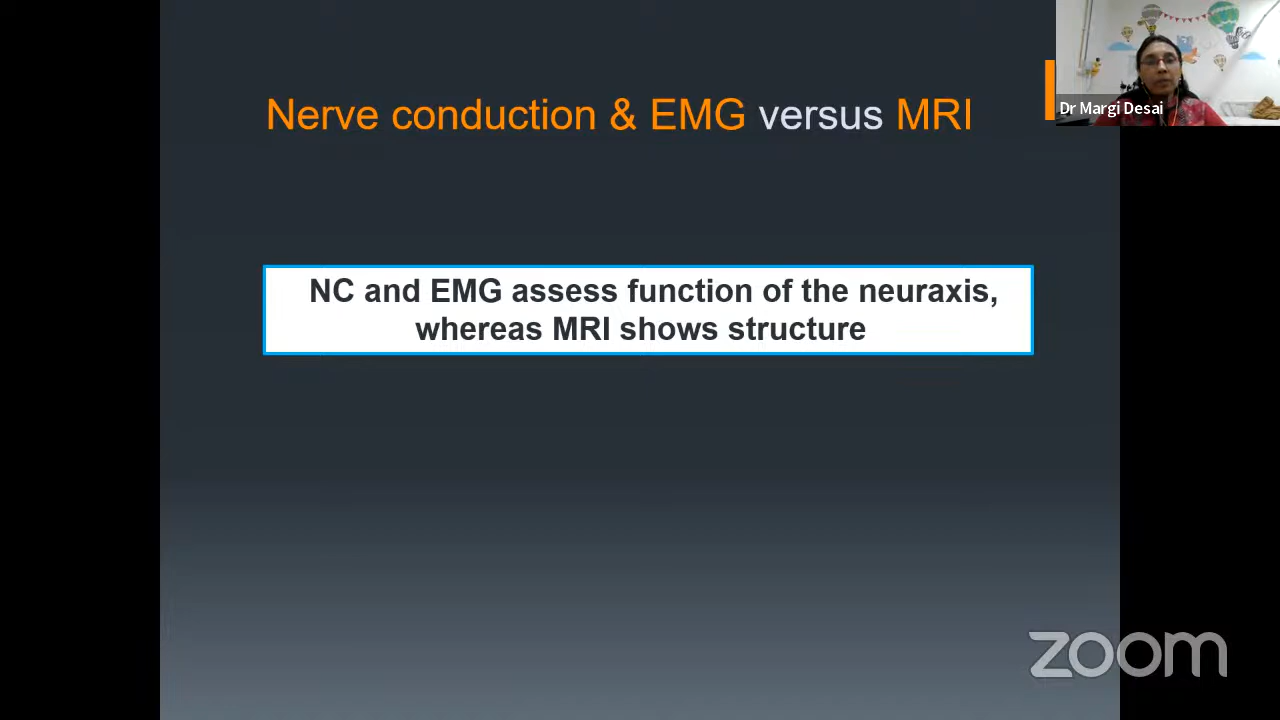 Nerve conduction & EMG versus MRI
Dr Margi Desai
NC and EMG assess function of the neuraxis,
whereas MRI shows structure
zoom